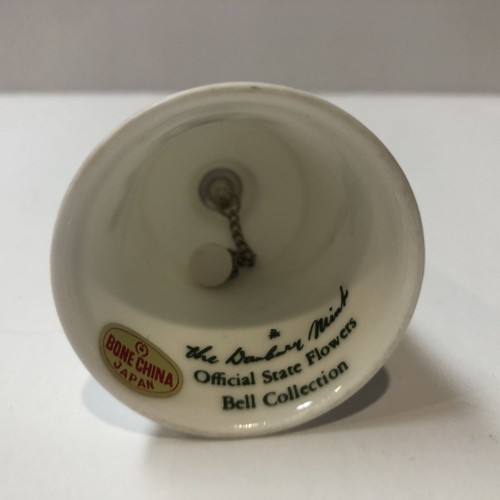 BONE CHINA
JAPAN
The Danbury Mint
Official State Flowers
Bell Collection